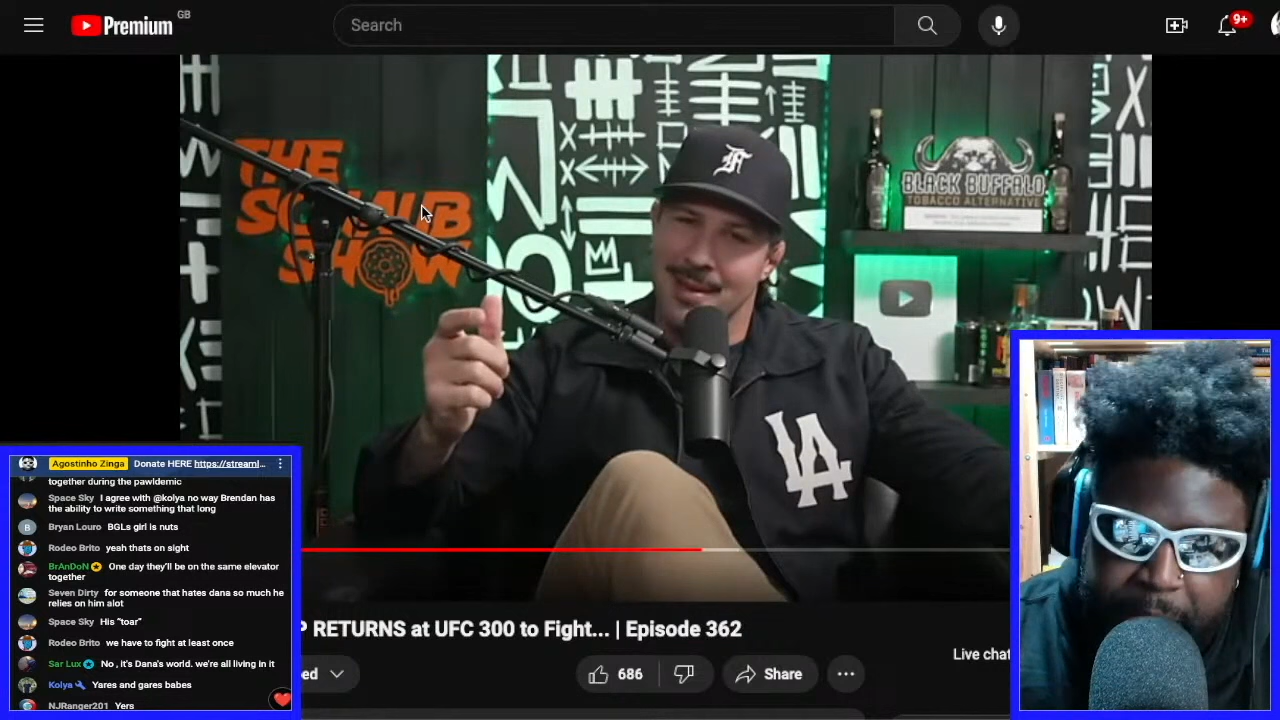 Premium GB
Search
9+
THE
SCHAUB
SHOW
BLACK BUFFALO
TOBACCO ALTERNATIVE
LA
P RETURNS at UFC 300 to Fight... | Episode 362
ed
686
Share
Live chat
Agostinho Zinga Donate HERE https://streaml...
together during the pawldemic
Space Sky I agree with @kolya no way Brendan has
the ability to write something that long
B
Bryan Louro BGLs girl is nuts
Rodeo Brito yeah thats on sight
BrAnDoN One day they'll be on the same elevator
together
Seven Dirty for someone that hates dana so much he
relies on him alot
Space Sky His "toar"
Rodeo Brito we have to fight at least once
Sar Lux No , it's Dana's world. we're all living in it
Kolya Yares and gares babes
NJRanger201 Yers